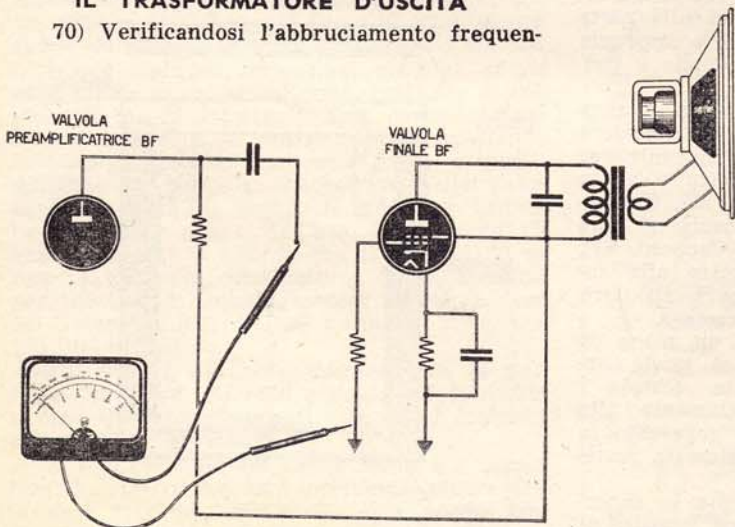 IL TRASFORMATORE D'USCITA
70) Verificandosi l'abbruciamento frequen-
VALVOLA
PREAMPLIFICATRICE BF
VALVOLA
FINALE BF